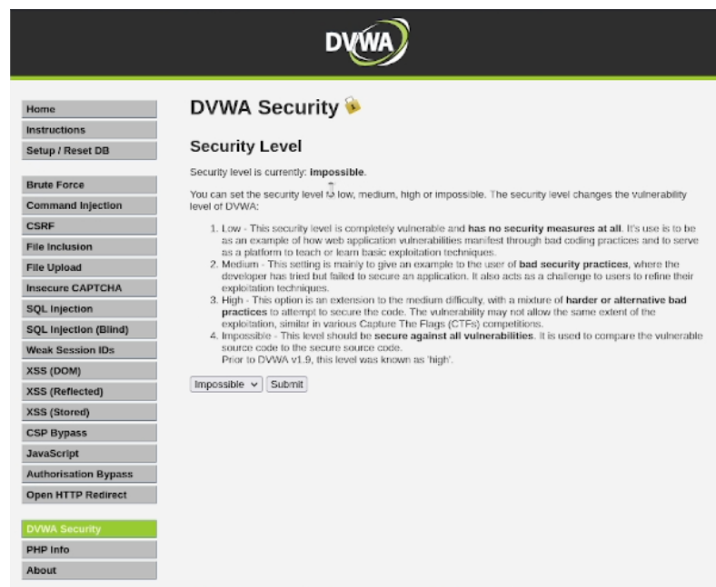 DVWA
Home
Instructions
Setup / Reset DB
Brute Force
Command Injection
CSRF
File Inclusion
File Upload
Insecure CAPTCHA
SQL Injection
SQL Injection (Blind)
Weak Session IDs
XSS (DOM)
XSS (Reflected)
XSS (Stored)
CSP Bypass
JavaScript
Authorisation Bypass
Open HTTP Redirect
DVWA Security
PHP Info
About
DVWA Security
Security Level
Security level is currently: impossible.
You can set the security level to low, medium, high or impossible. The security level changes the vulnerability
level of DVWA:
1. Low - This security level is completely vulnerable and has no security measures at all. It's use is to be
as an example of how web application vulnerabilities manifest through bad coding practices and to serve
as a platform to teach or learn basic exploitation techniques.
2. Medium - This setting is mainly to give an example to the user of bad security practices, where the
developer has tried but failed to secure an application. It also acts as a challenge to users to refine their
exploitation techniques.
3. High - This option is an extension to the medium difficulty, with a mixture of harder or alternative bad
practices to attempt to secure the code. The vulnerability may not allow the same extent of the
exploitation, similar in various Capture The Flags (CTFs) competitions.
4. Impossible - This level should be secure against all vulnerabilities. It is used to compare the vulnerable
source code to the secure source code.
Prior to DVWA v1.9, this level was known as 'high'.
Impossible
Submit